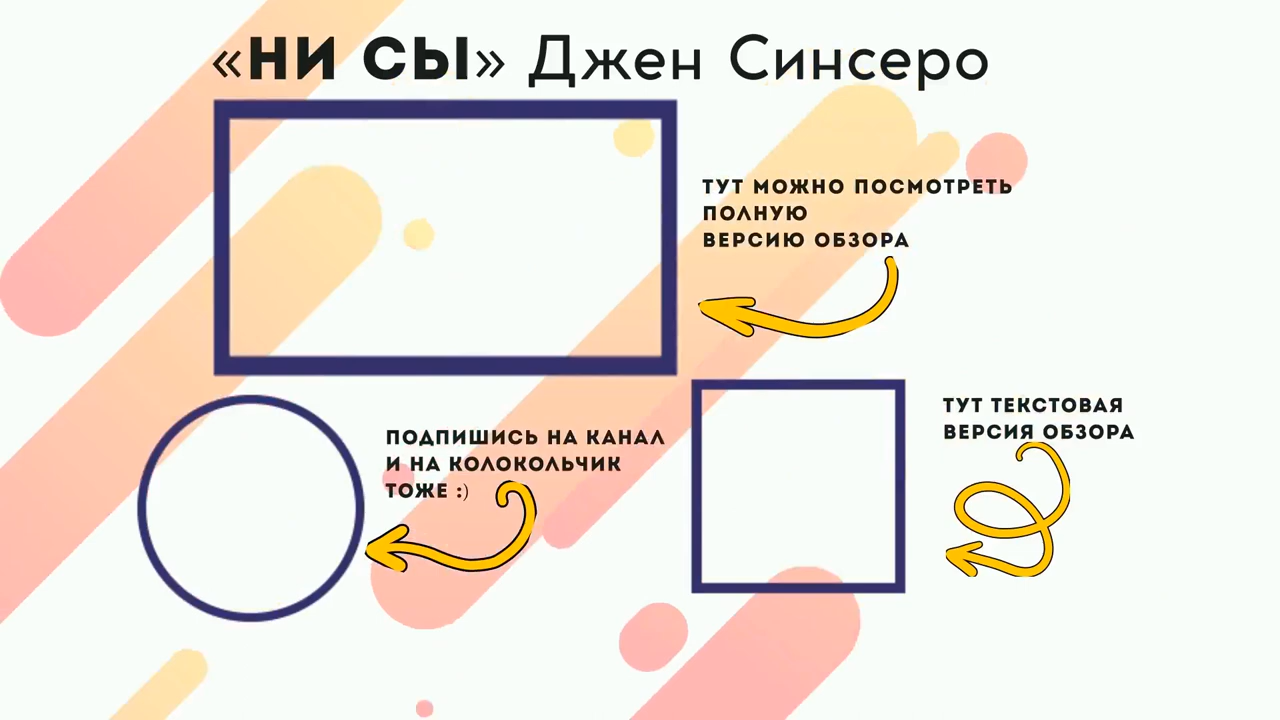 «НИ СЫ» Джен Синсеро
ТУТ МОЖНО ПОСМОТРЕТЬ
ПОЛНУЮ
ВЕРСИЮ ОБЗОРА
ПОДПИШИСЬ НА КАНАЛ
И НА КОЛОКОЛЬЧИК
ТОЖЕ :)
ТУТ ТЕКСТОВАЯ
ВЕРСИЯ ОБЗОРА